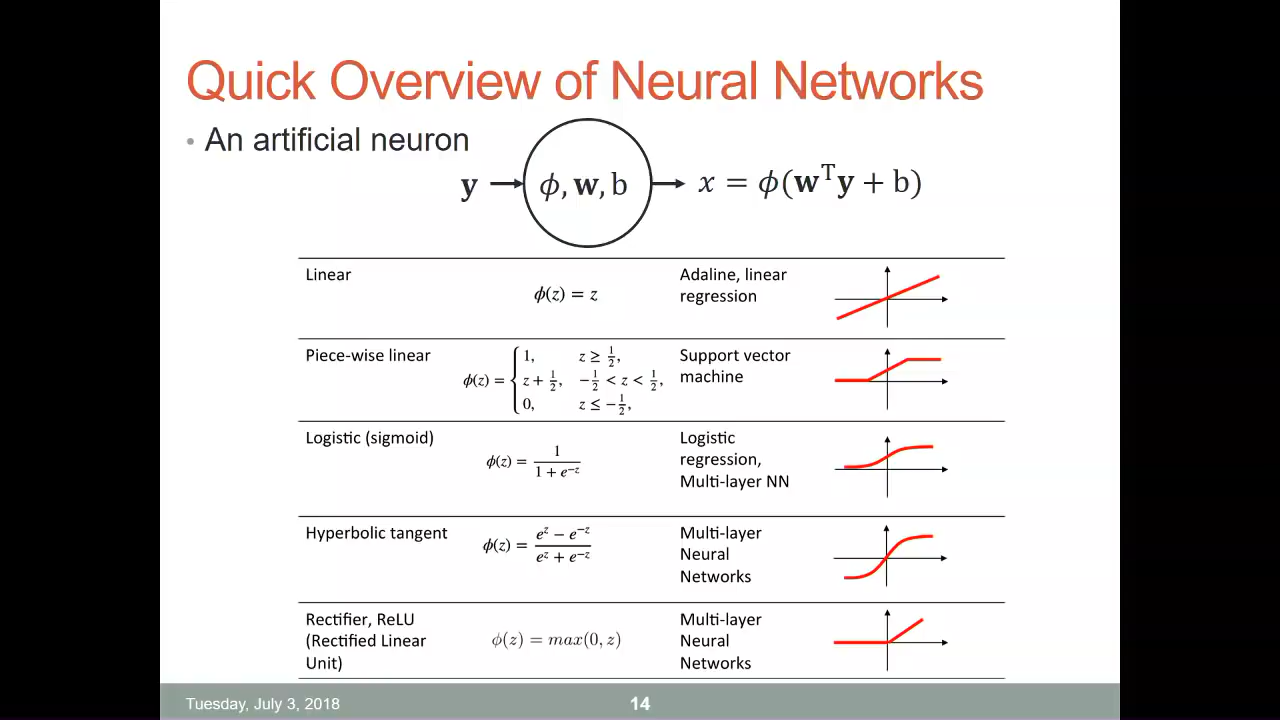 Quick Overview of Neural Networks
• An artificial neuron
y → ϕ, w, b → x = ϕ(wᵀy + b)
Linear
ϕ(z) = z
Adaline, linear
regression
Piece-wise linear
ϕ(z) = { 1, z ≥ 1/2,
z + 1/2, −1/2 < z < 1/2,
0, z ≤ −1/2,
Support vector
machine
Logistic (sigmoid)
ϕ(z) = 1 / (1 + e⁻ᶻ)
Logistic
regression,
Multi-layer NN
Hyperbolic tangent
ϕ(z) = (eᶻ − e⁻ᶻ) / (eᶻ + e⁻ᶻ)
Multi-layer
Neural
Networks
Rectifier, ReLU
(Rectified Linear
Unit)
ϕ(z) = max(0, z)
Multi-layer
Neural
Networks
Tuesday, July 3, 2018
14